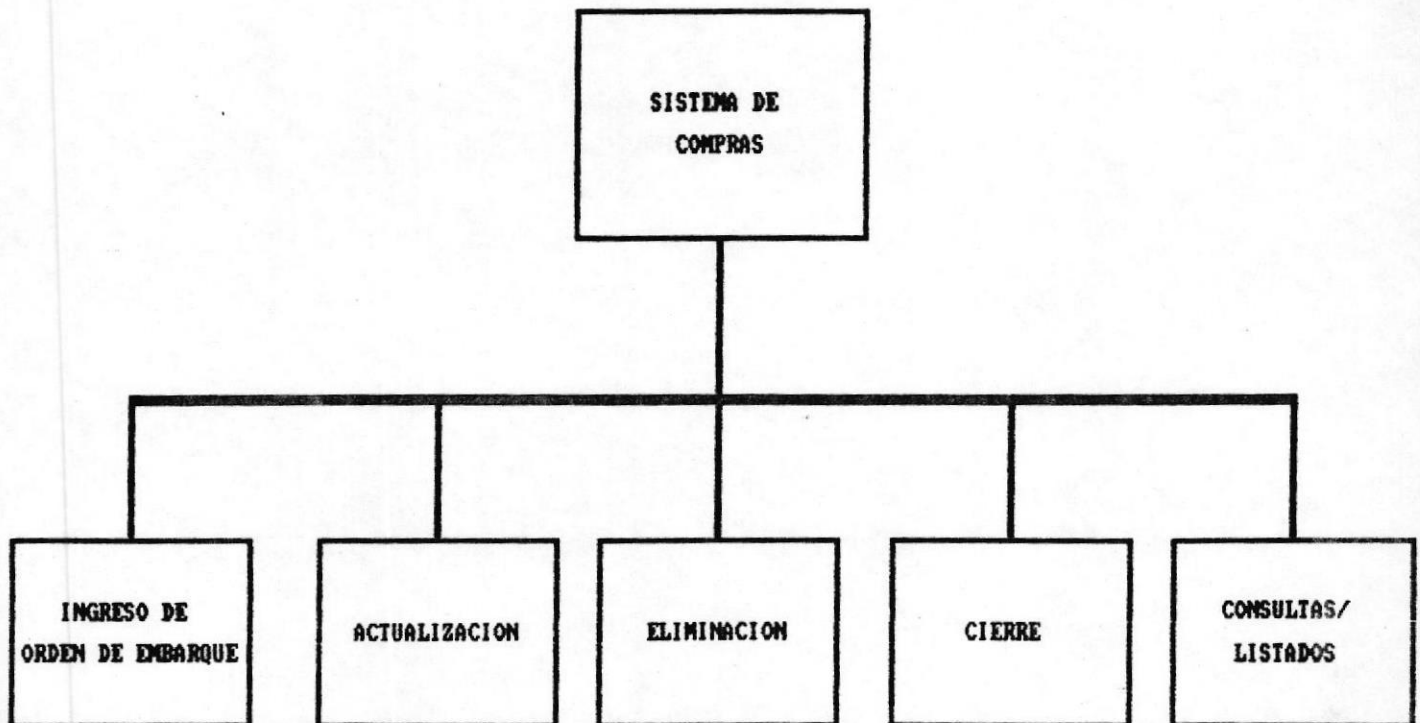 SISTEMA DE
COMPRAS
INGRESO DE
ORDEN DE EMBARQUE
ACTUALIZACION
ELIMINACION
CIERRE
CONSULTAS/
LISTADOS